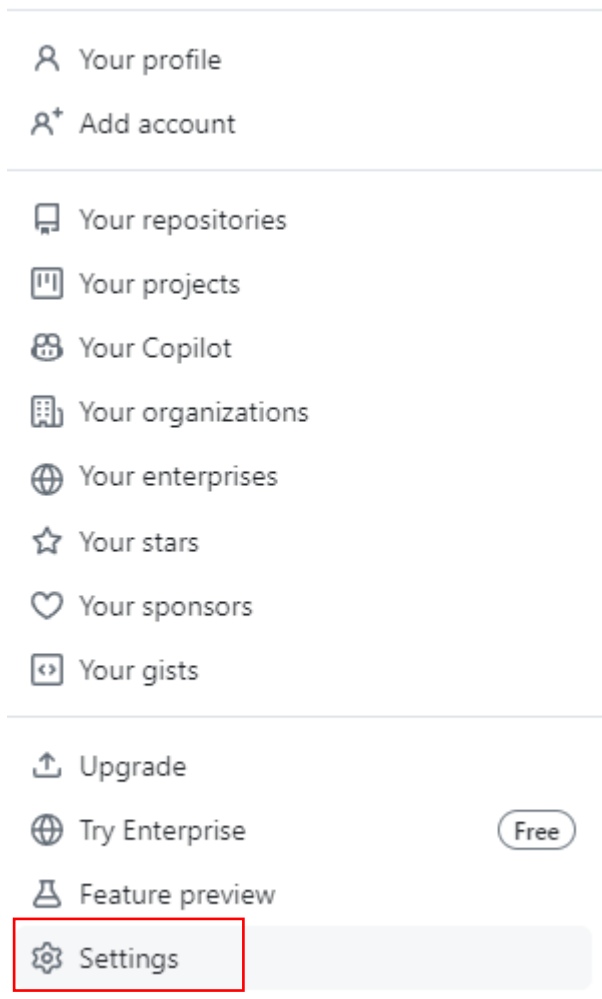 Your profile
Add account
Your repositories
Your projects
Your Copilot
Your organizations
Your enterprises
Your stars
Your sponsors
Your gists
Upgrade
Try Enterprise Free
Feature preview
Settings